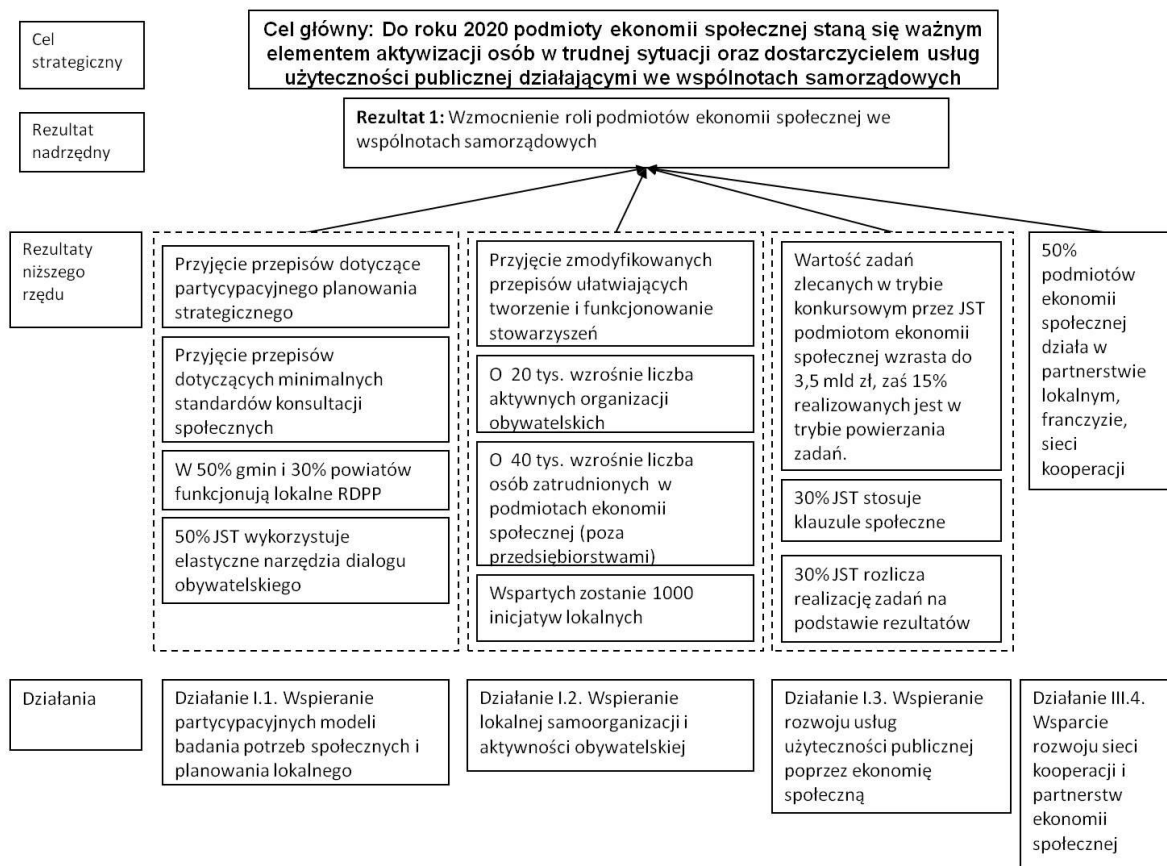 Cel
strategiczny
Cel główny: Do roku 2020 podmioty ekonomii społecznej staną się ważnym
elementem aktywizacji osób w trudnej sytuacji oraz dostarczycielem usług
użyteczności publicznej działającymi we wspólnotach samorządowych
Rezultat
nadrzędny
Rezultat 1: Wzmocnienie roli podmiotów ekonomii społecznej we
wspólnotach samorządowych
Rezultaty
niższego
rzędu
Przyjęcie przepisów dotyczące
partycypacyjnego planowania
strategicznego
Przyjęcie przepisów
dotyczących minimalnych
standardów konsultacji
społecznych
W 50% gmin i 30% powiatów
funkcjonują lokalne RDPP
50% JST wykorzystuje
elastyczne narzędzia dialogu
obywatelskiego
Przyjęcie zmodyfikowanych
przepisów ułatwiających
tworzenie i funkcjonowanie
stowarzyszeń
O 20 tys. wzrośnie liczba
aktywnych organizacji
obywatelskich
O 40 tys. wzrośnie liczba
osób zatrudnionych w
podmiotach ekonomii
społecznej (poza
przedsiębiorstwami)
Wspartych zostanie 1000
inicjatyw lokalnych
Wartość zadań
zlecanych w trybie
konkursowym przez JST
podmiotom ekonomii
społecznej wzrasta do
3,5 mld zł, zaś 15%
realizowanych jest w
trybie powierzania
zadań.
30% JST stosuje
klauzule społeczne
30% JST rozlicza
realizację zadań na
podstawie rezultatów
50%
podmiotów
ekonomii
społecznej
działa w
partnerstwie
lokalnym,
franczyzie,
sieci
kooperacji
Działania
Działanie I.1. Wspieranie
partycypacyjnych modeli
badania potrzeb społecznych i
planowania lokalnego
Działanie I.2. Wspieranie
lokalnej samoorganizacji i
aktywności obywatelskiej
Działanie I.3. Wspieranie
rozwoju usług
użyteczności publicznej
poprzez ekonomię
społeczną
Działanie III.4.
Wsparcie
rozwoju sieci
kooperacji i
partnerstw
ekonomii
społecznej